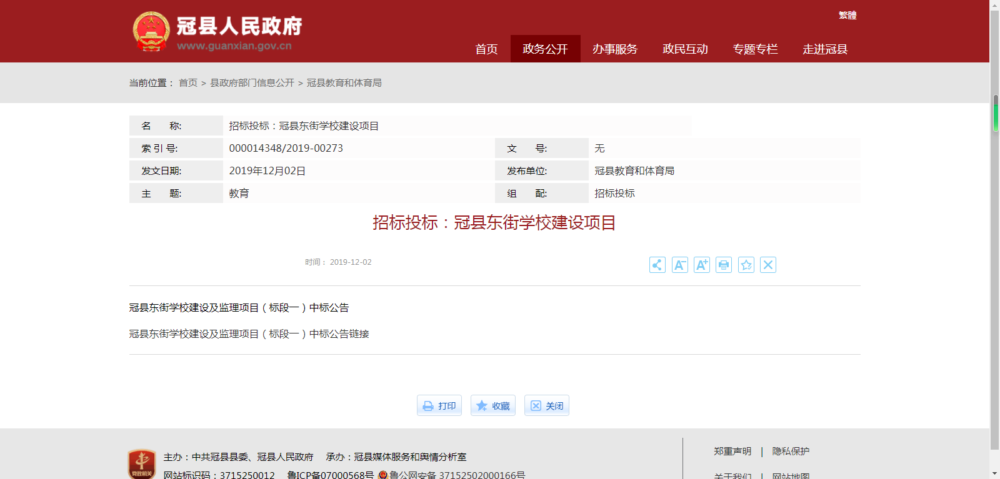 冠县人民政府
www.guanxian.gov.cn
繁體
首页 政务公开 办事服务 政民互动 专题专栏 走进冠县
当前位置： 首页 > 县政府部门信息公开 > 冠县教育和体育局
名 称: 招标投标：冠县东街学校建设项目
索 引 号: 000014348/2019-00273 文 号: 无
发文日期: 2019年12月02日 发布单位: 冠县教育和体育局
主 题: 教育 组 配: 招标投标
招标投标：冠县东街学校建设项目
时间： 2019-12-02
A- A+
冠县东街学校建设及监理项目（标段一）中标公告
冠县东街学校建设及监理项目（标段一）中标公告链接
打印 收藏 关闭
党政机关
主办：中共冠县县委、冠县人民政府 承办：冠县媒体服务和舆情分析室
网站标识码：3715250012 鲁ICP备07000568号 鲁公网安备 37152502000166号
郑重声明 | 隐私保护
关于我们 | 网站地图